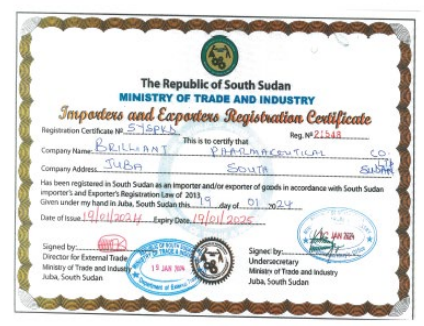 The Republic of South Sudan
MINISTRY OF TRADE AND INDUSTRY
Importers and Exporters Registration Certificate
Registration Certificate Nº SYSPKD Reg. Nº 21548
This is to certify that
Company Name: BRILLIANT PHARMACEUTICAL CO.
Company Address: JUBA SOUTH SUDAN
Has been registered in South Sudan as an importer and/or exporter of goods in accordance with South Sudan
importer's and Exporter's Registration Law of 2013
Given under my hand in Juba, South Sudan this 19 day of 01 2024
Date of Issue 19/01/2024 Expiry Date 19/01/2025
JAN 2024
Signed by:
Director for External Trade
Ministry of Trade and Industry
Juba, South Sudan
15 JAN 2024
Signed by:
Undersecretary
Ministry of Trade and Industry
Juba, South Sudan